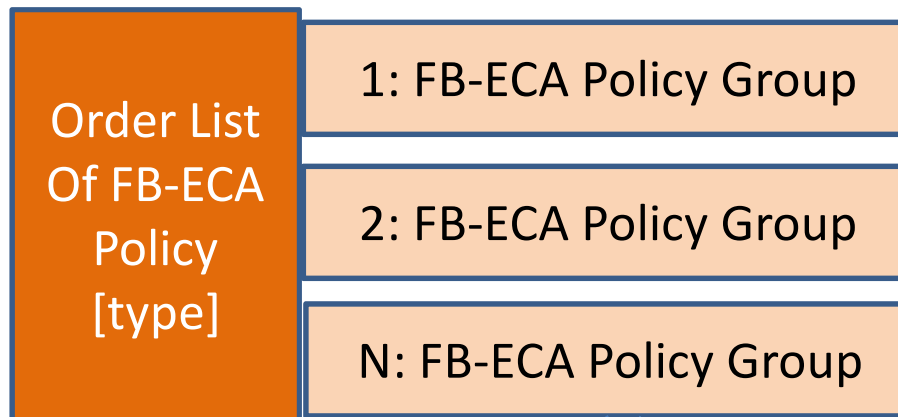 Order List
Of FB-ECA
Policy
[type]
1: FB-ECA Policy Group
2: FB-ECA Policy Group
N: FB-ECA Policy Group